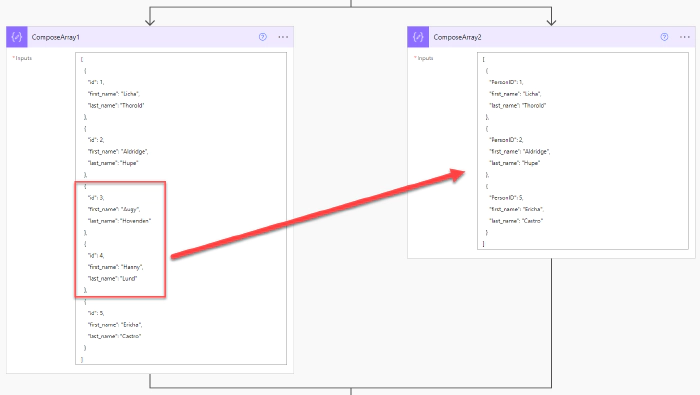 ComposeArray1
* Inputs
[
{
"id": 1,
"first_name": "Licha",
"last_name": "Thorold"
},
{
"id": 2,
"first_name": "Aldridge",
"last_name": "Hupe"
},
{
"id": 3,
"first_name": "Augy",
"last_name": "Hovenden"
},
{
"id": 4,
"first_name": "Hanny",
"last_name": "Lund"
},
{
"id": 5,
"first_name": "Ericha",
"last_name": "Castro"
}
]
ComposeArray2
* Inputs
[
{
"PersonID": 1,
"first_name": "Licha",
"last_name": "Thorold"
},
{
"PersonID": 2,
"first_name": "Aldridge",
"last_name": "Hupe"
},
{
"PersonID": 5,
"first_name": "Ericha",
"last_name": "Castro"
}
]